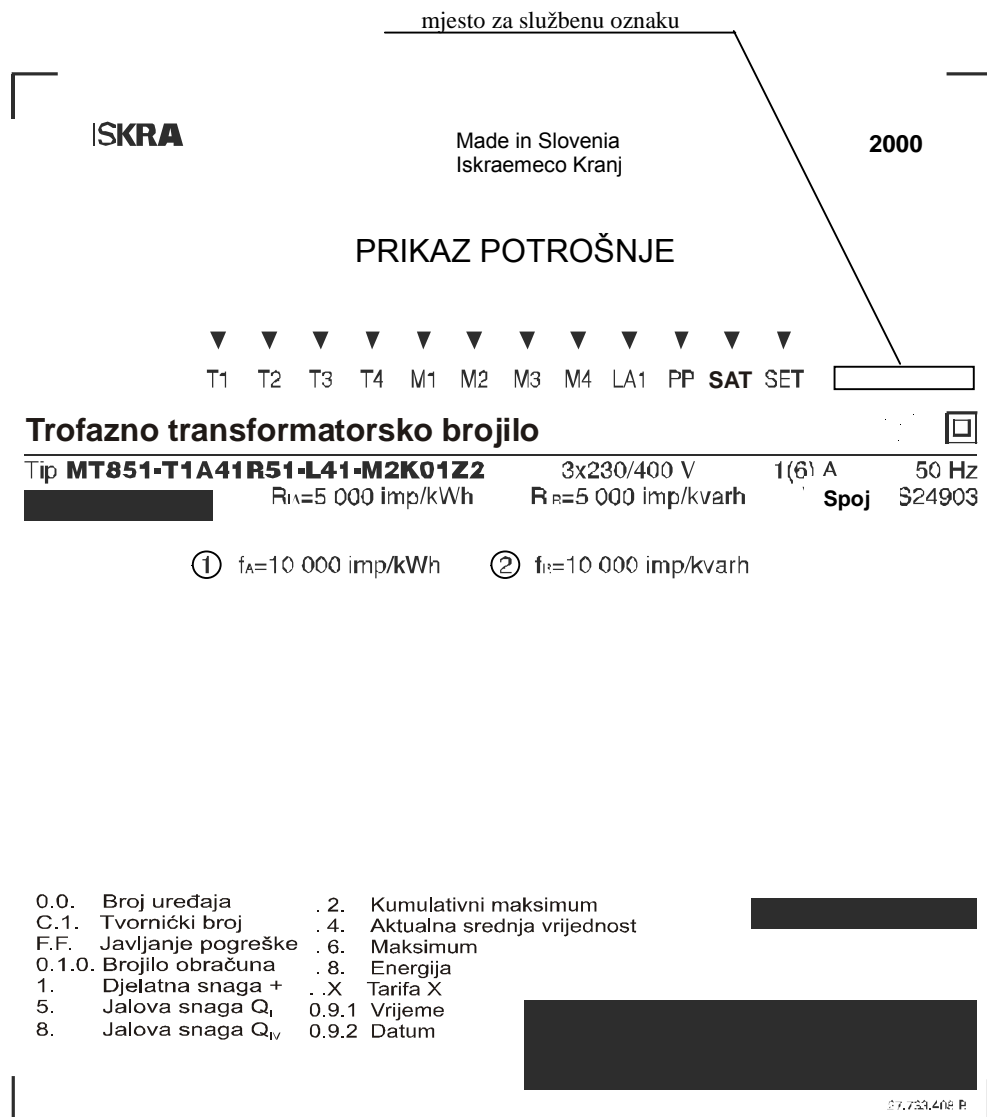 mjesto za službenu oznaku
ISKRA
Made in Slovenia
Iskraemeco Kranj
2000
PRIKAZ POTROŠNJE
T1 T2 T3 T4 M1 M2 M3 M4 LA1 PP SAT SET
Trofazno transformatorsko brojilo
Tip MT851-T1A41R51-L41-M2K01Z2 3x230/400 V 1(6) A 50 Hz
=5 000 imp/kWh =5 000 imp/kvarh Spoj S24903
① fA=10 000 imp/kWh ② fR=10 000 imp/kvarh
0.0. Broj uređaja
C.1. Tvornićki broj
F.F. Javljanje pogreške
0.1.0. Brojilo obračuna
1. Djelatna snaga +
5. Jalova snaga QI
8. Jalova snaga QIV
. 2. Kumulativni maksimum
. 4. Aktualna srednja vrijednost
. 6. Maksimum
. 8. Energija
. .X Tarifa X
0.9.1 Vrijeme
0.9.2 Datum